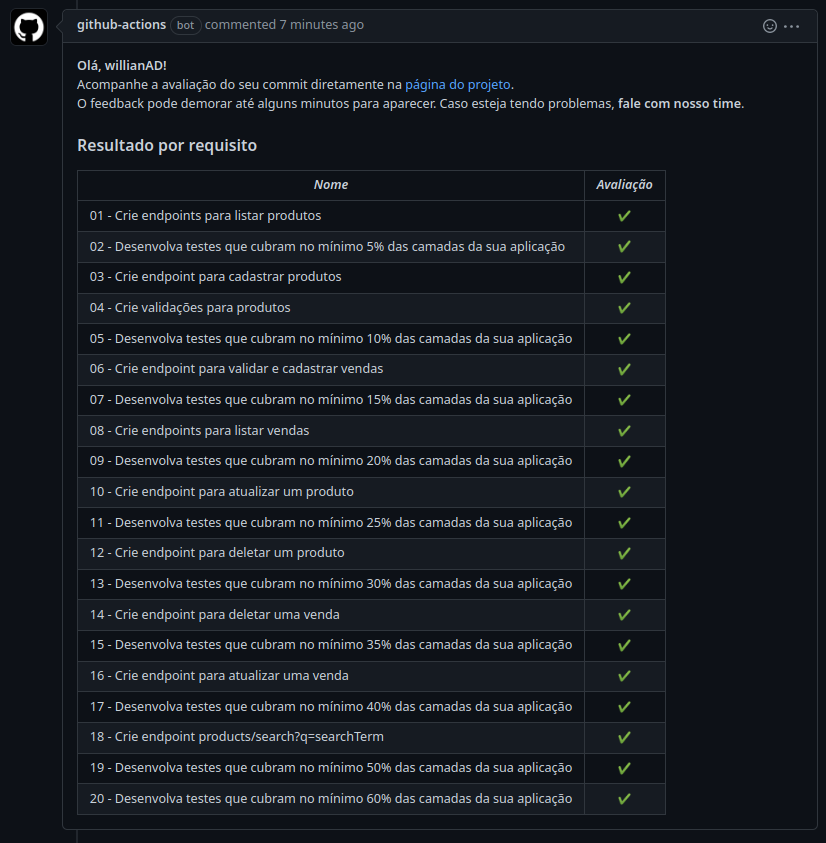 github-actions bot commented 7 minutes ago
Olá, willianAD!
Acompanhe a avaliação do seu commit diretamente na página do projeto.
O feedback pode demorar até alguns minutos para aparecer. Caso esteja tendo problemas, fale com nosso time.
Resultado por requisito
Nome Avaliação
01 - Crie endpoints para listar produtos ✔
02 - Desenvolva testes que cubram no mínimo 5% das camadas da sua aplicação ✔
03 - Crie endpoint para cadastrar produtos ✔
04 - Crie validações para produtos ✔
05 - Desenvolva testes que cubram no mínimo 10% das camadas da sua aplicação ✔
06 - Crie endpoint para validar e cadastrar vendas ✔
07 - Desenvolva testes que cubram no mínimo 15% das camadas da sua aplicação ✔
08 - Crie endpoints para listar vendas ✔
09 - Desenvolva testes que cubram no mínimo 20% das camadas da sua aplicação ✔
10 - Crie endpoint para atualizar um produto ✔
11 - Desenvolva testes que cubram no mínimo 25% das camadas da sua aplicação ✔
12 - Crie endpoint para deletar um produto ✔
13 - Desenvolva testes que cubram no mínimo 30% das camadas da sua aplicação ✔
14 - Crie endpoint para deletar uma venda ✔
15 - Desenvolva testes que cubram no mínimo 35% das camadas da sua aplicação ✔
16 - Crie endpoint para atualizar uma venda ✔
17 - Desenvolva testes que cubram no mínimo 40% das camadas da sua aplicação ✔
18 - Crie endpoint products/search?q=searchTerm ✔
19 - Desenvolva testes que cubram no mínimo 50% das camadas da sua aplicação ✔
20 - Desenvolva testes que cubram no mínimo 60% das camadas da sua aplicação ✔